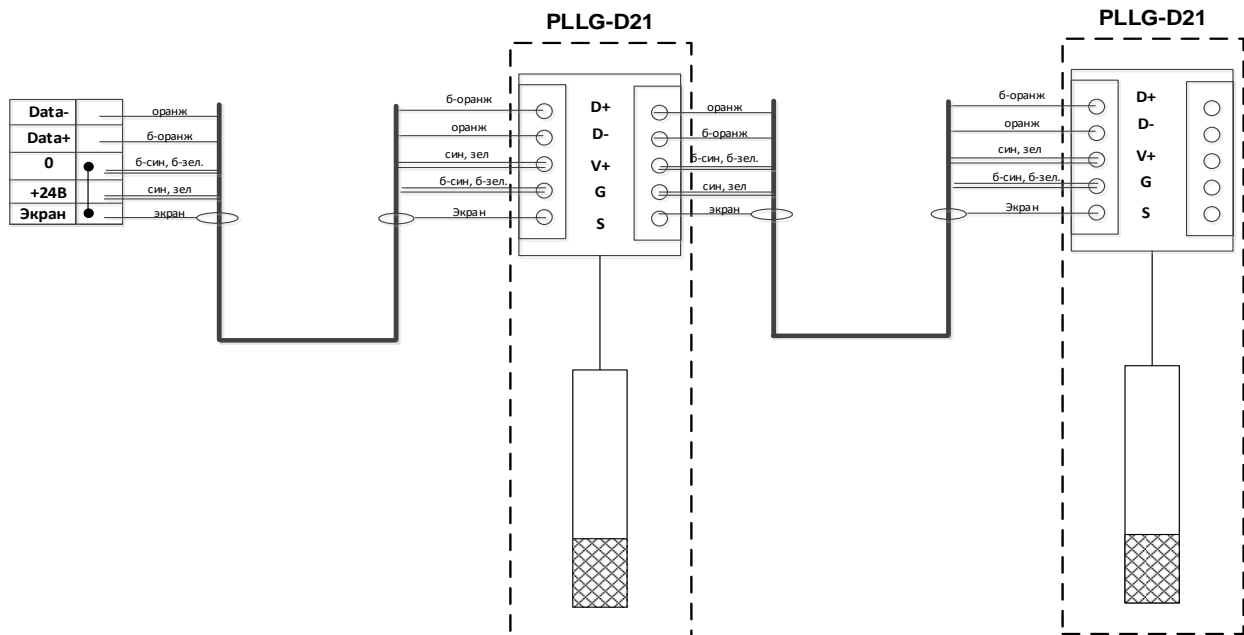 PLLG-D21
PLLG-D21
Data-
оранж
Data+
б-оранж
0
б-син, б-зел.
+24В
син, зел
Экран
экран
б-оранж
D+
оранж
оранж
D-
б-оранж
син, зел
V+
б-син, б-зел.
б-син, б-зел.
G
син, зел
Экран
S
экран
б-оранж
D+
оранж
D-
син, зел
V+
б-син, б-зел.
G
Экран
S